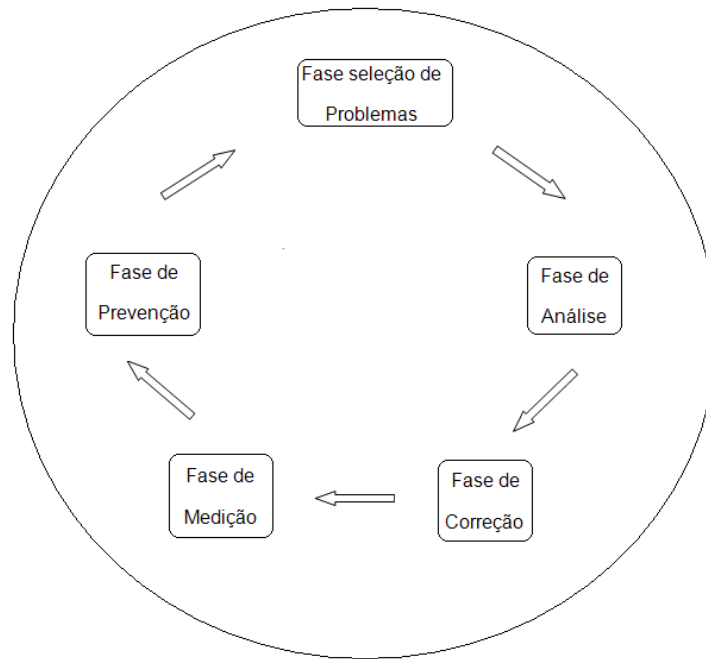 Fase seleção de
Problemas
Fase de
Análise
Fase de
Correção
Fase de
Medição
Fase de
Prevenção